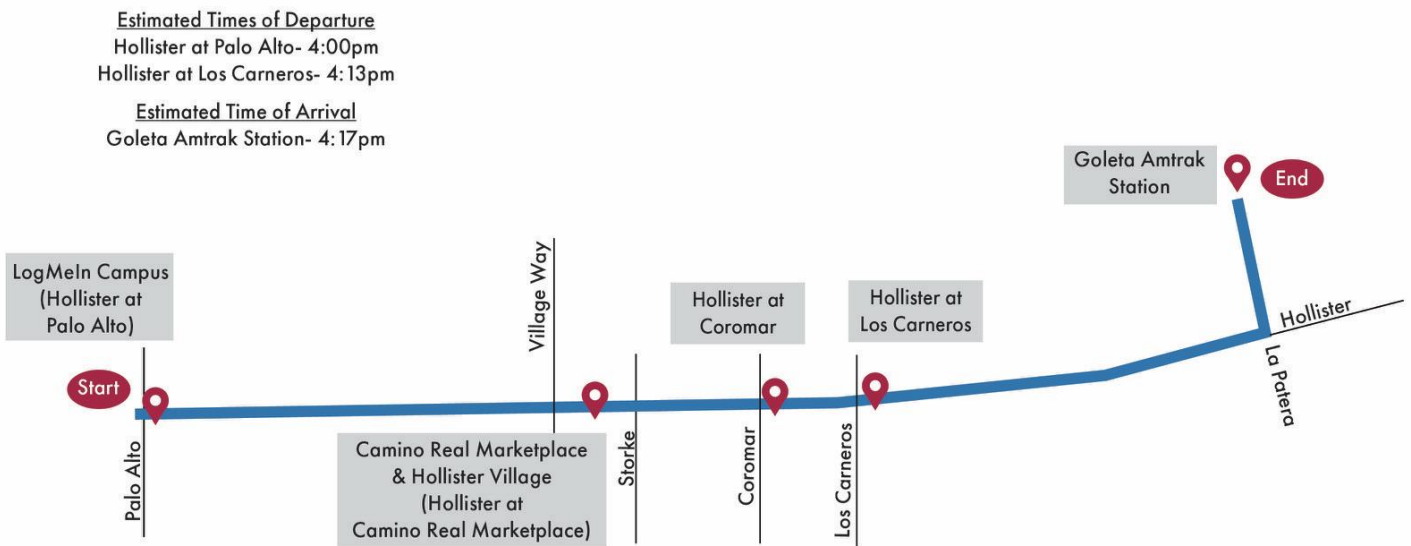 Estimated Times of Departure
Hollister at Palo Alto- 4:00pm
Hollister at Los Carneros- 4:13pm
Estimated Time of Arrival
Goleta Amtrak Station- 4:17pm
Goleta Amtrak
Station
End
LogMeIn Campus
(Hollister at
Palo Alto)
Village Way
Hollister at
Coromar
Hollister at
Los Carneros
Hollister
Start
La Patera
Palo Alto
Camino Real Marketplace
& Hollister Village
(Hollister at
Camino Real Marketplace)
Storke
Coromar
Los Carneros